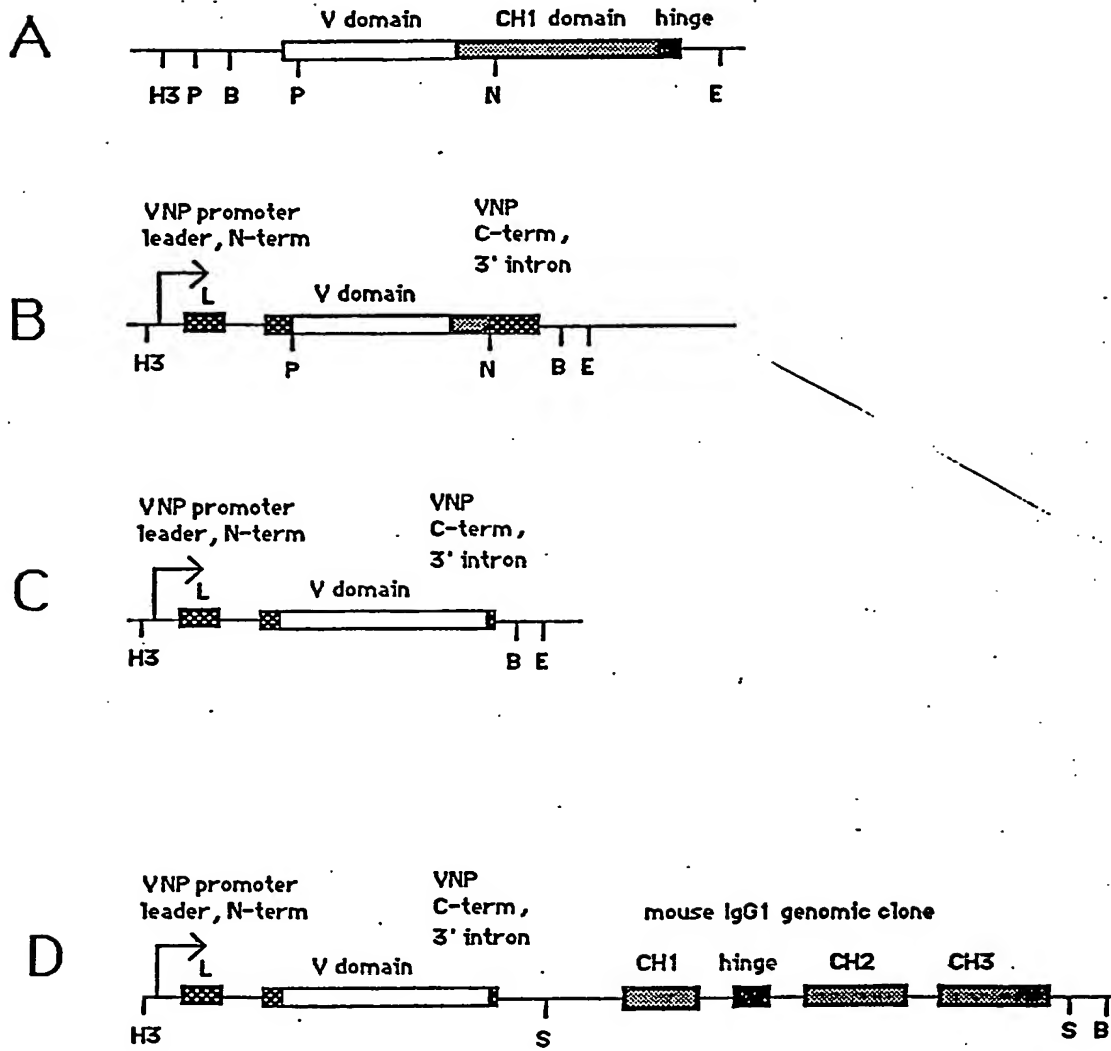 A
V domain CH1 domain hinge
H3 P B P N E
B
VNP promoter
leader, N-term
VNP
C-term,
3' intron
L
V domain
H3 P N B E
C
VNP promoter
leader, N-term
VNP
C-term,
3' intron
L
V domain
H3 B E
D
VNP promoter
leader, N-term
VNP
C-term,
3' intron
mouse IgG1 genomic clone
L
V domain
CH1 hinge CH2 CH3
H3 S S B